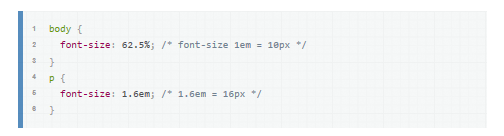 1 body {
2 font-size: 62.5%; /* font-size 1em = 10px */
3 }
4 p {
5 font-size: 1.6em; /* 1.6em = 16px */
6 }